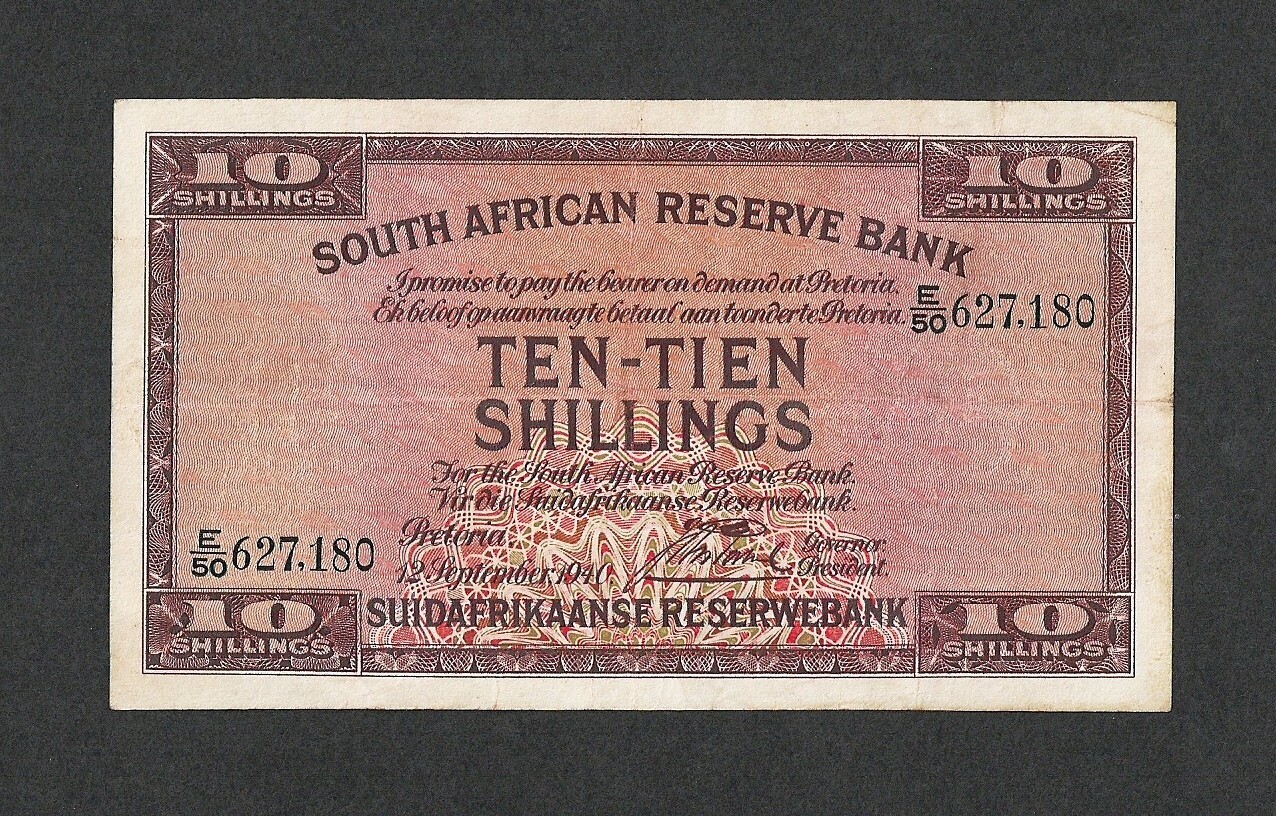 10 10
SHILLINGS SHILLINGS
SOUTH AFRICAN RESERVE BANK
I promise to pay the bearer on demand at Pretoria.
Ek beloof op aanvraag te betaal aan toonder te Pretoria.
E/50 627,180
TEN-TIEN
SHILLINGS
For the South African Reserve Bank.
Vir die Suidafrikaanse Reserwebank.
Pretoria
Governor
President.
12 September, 1940
E/50 627,180
SUIDAFRIKAANSE RESERWEBANK
10 10
SHILLINGS SHILLINGS